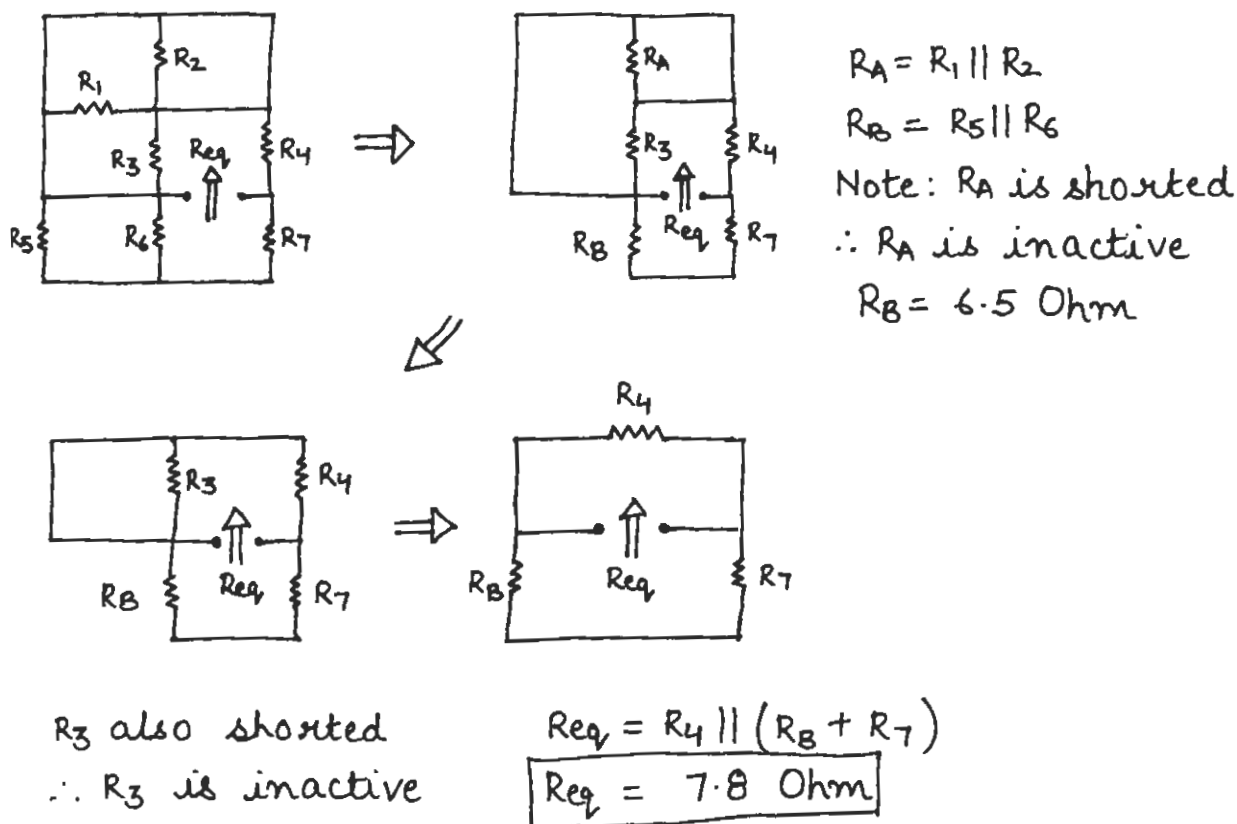 R2
R1
R3
Req
R4
R5
R6
R7
RA
R3
R4
Req
RB
R7
RA = R1 || R2
RB = R5 || R6
Note: RA is shorted
∴ RA is inactive
RB = 6.5 Ohm
R3
R4
RB
Req
R7
R4
RB
Req
R7
R3 also shorted
∴ R3 is inactive
Req = R4 || (RB + R7)
Req = 7.8 Ohm